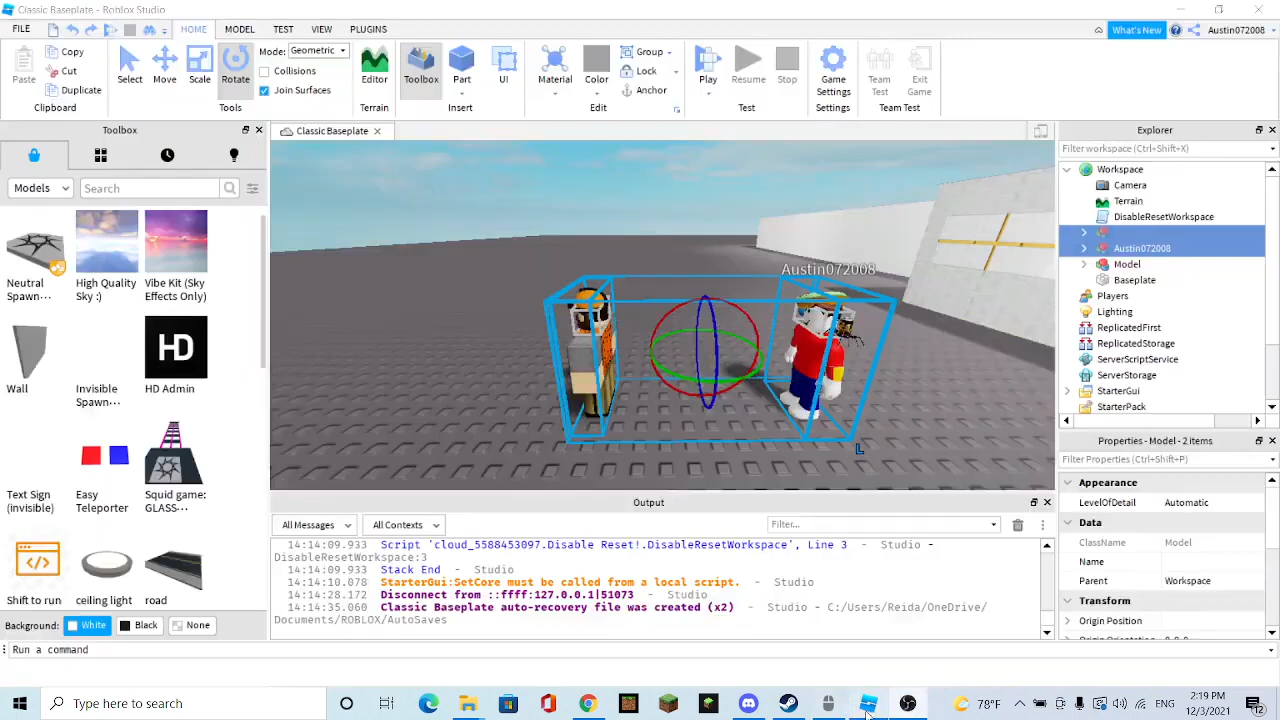 Classic Baseplate - Roblox Studio
FILE HOME MODEL TEST VIEW PLUGINS What's New Austin072008
Copy
Cut
Duplicate
Paste
Clipboard
Select Move Scale Rotate
Mode: Geometric
Collisions
Join Surfaces
Tools
Editor
Terrain
Toolbox Part UI
Insert
Material Color
Group
Lock
Anchor
Edit
Play Resume Stop
Test
Game Settings
Settings
Team Test
Exit Game
Team Test
Toolbox
Models Search
Neutral Spawn...
High Quality Sky :)
Vibe Kit (Sky Effects Only)
Wall
Invisible Spawn...
HD
HD Admin
Text Sign (invisible)
Easy Teleporter
Squid game: GLASS...
Shift to run
ceiling light
road
Background: White Black None
Classic Baseplate
Austin072008
L
Output
All Messages All Contexts Filter...
14:14:09.933 Script 'cloud_5588453097.Disable Reset!.DisableResetWorkspace', Line 3 - Studio -
DisableResetWorkspace:3
14:14:09.933 Stack End - Studio
14:14:10.078 StarterGui:SetCore must be called from a local script. - Studio
14:14:28.172 Disconnect from ::ffff:127.0.0.1|51073 - Studio
14:14:35.060 Classic Baseplate auto-recovery file was created (x2) - Studio - C:/Users/Reida/OneDrive/
Documents/ROBLOX/AutoSaves
Explorer
Filter workspace (Ctrl+Shift+X)
Workspace
Camera
Terrain
DisableResetWorkspace
Austin072008
Model
Baseplate
Players
Lighting
ReplicatedFirst
ReplicatedStorage
ServerScriptService
ServerStorage
StarterGui
StarterPack
Properties - Model - 2 items
Filter Properties (Ctrl+Shift+P)
Appearance
LevelOfDetail Automatic
Data
ClassName Model
Name
Parent Workspace
Transform
Origin Position
Run a command
Type here to search
78°F
2:19 PM
12/3/2021